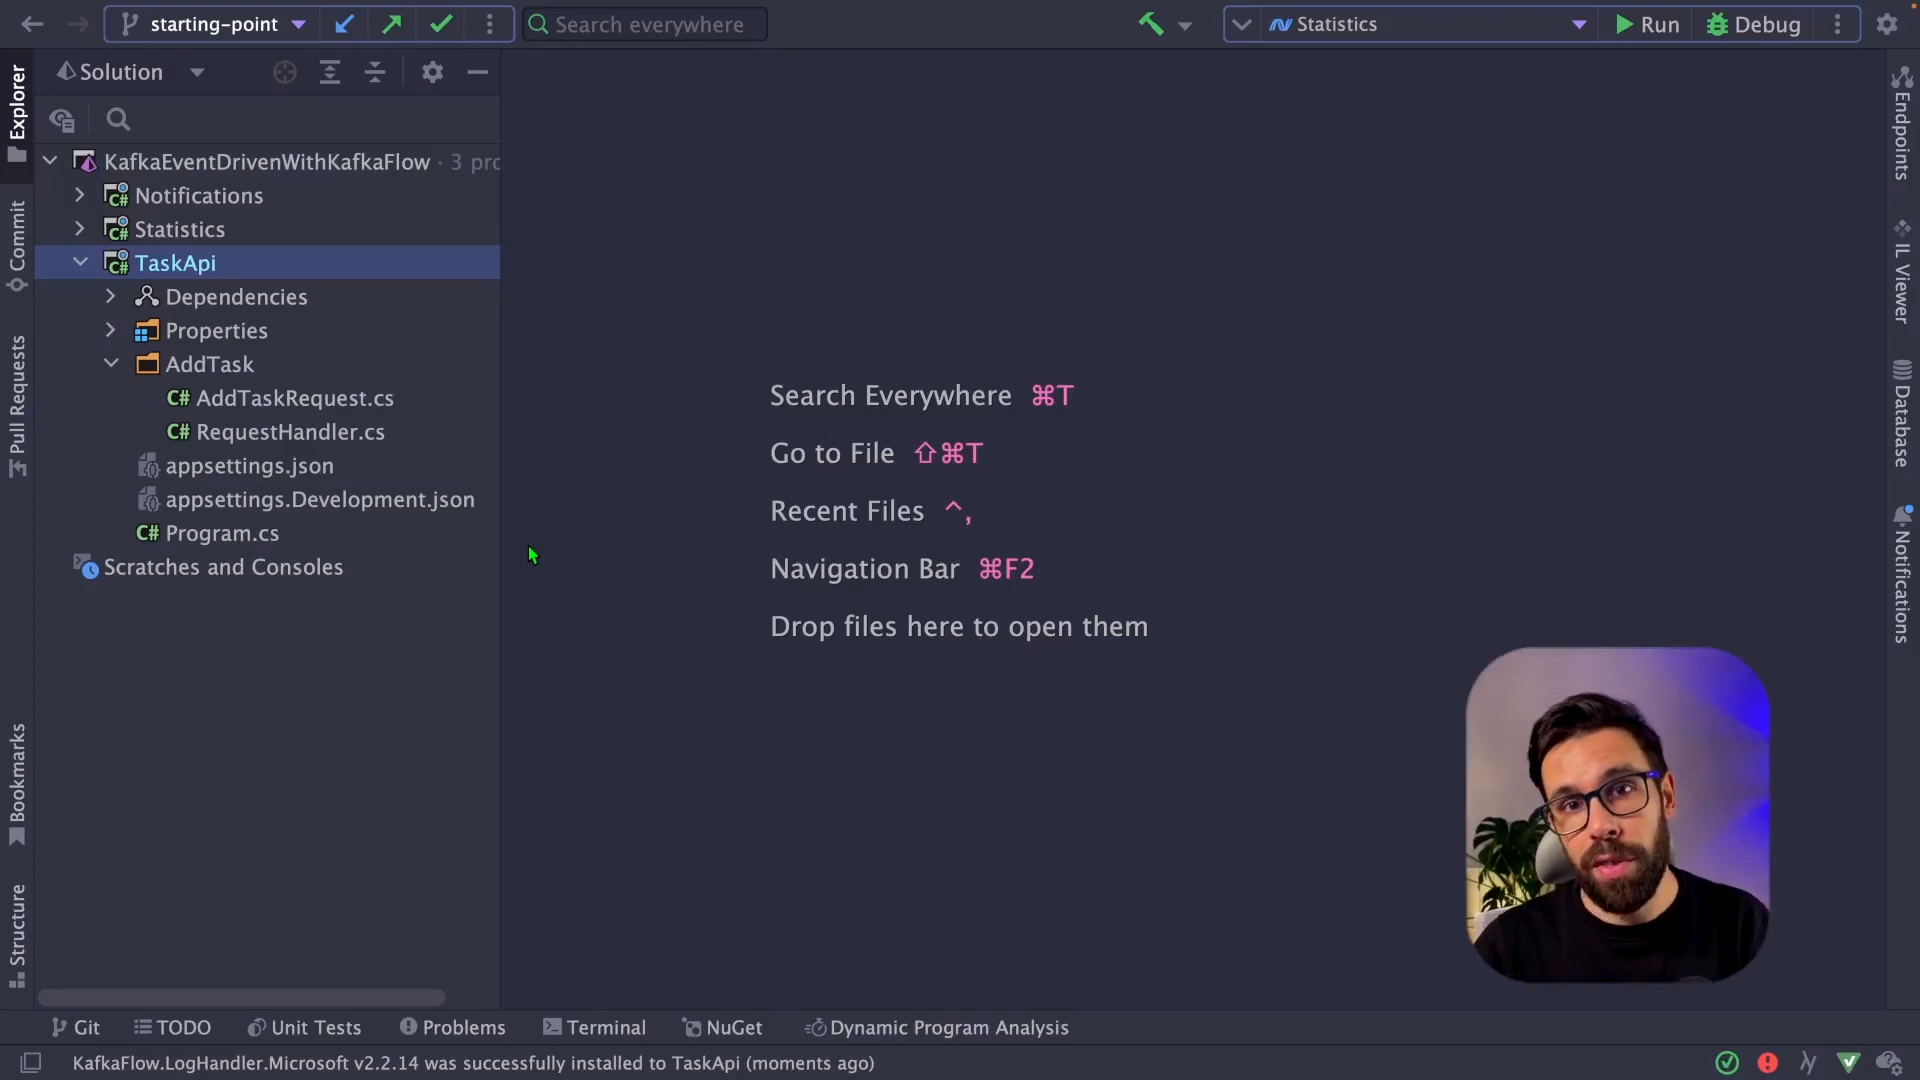 starting-point
Search everywhere
Statistics
Run
Debug
Solution
KafkaEventDrivenWithKafkaFlow · 3 pro
Notifications
Statistics
TaskApi
Dependencies
Properties
AddTask
C# AddTaskRequest.cs
C# RequestHandler.cs
appsettings.json
appsettings.Development.json
C# Program.cs
Scratches and Consoles
Explorer
Commit
Pull Requests
Bookmarks
Structure
Search Everywhere ⌘T
Go to File ⇧⌘T
Recent Files ^,
Navigation Bar ⌘F2
Drop files here to open them
Endpoints
IL Viewer
Database
Notifications
Git
TODO
Unit Tests
Problems
Terminal
NuGet
Dynamic Program Analysis
KafkaFlow.LogHandler.Microsoft v2.2.14 was successfully installed to TaskApi (moments ago)